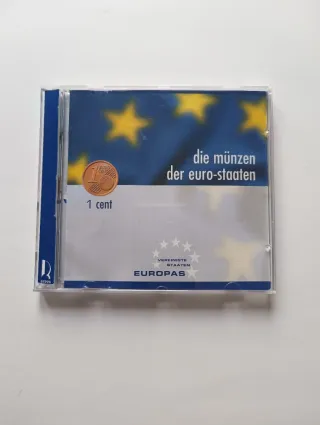 die münzen
der euro-staaten
1 cent
VEREINIGTE
STAATEN
EUROPAS